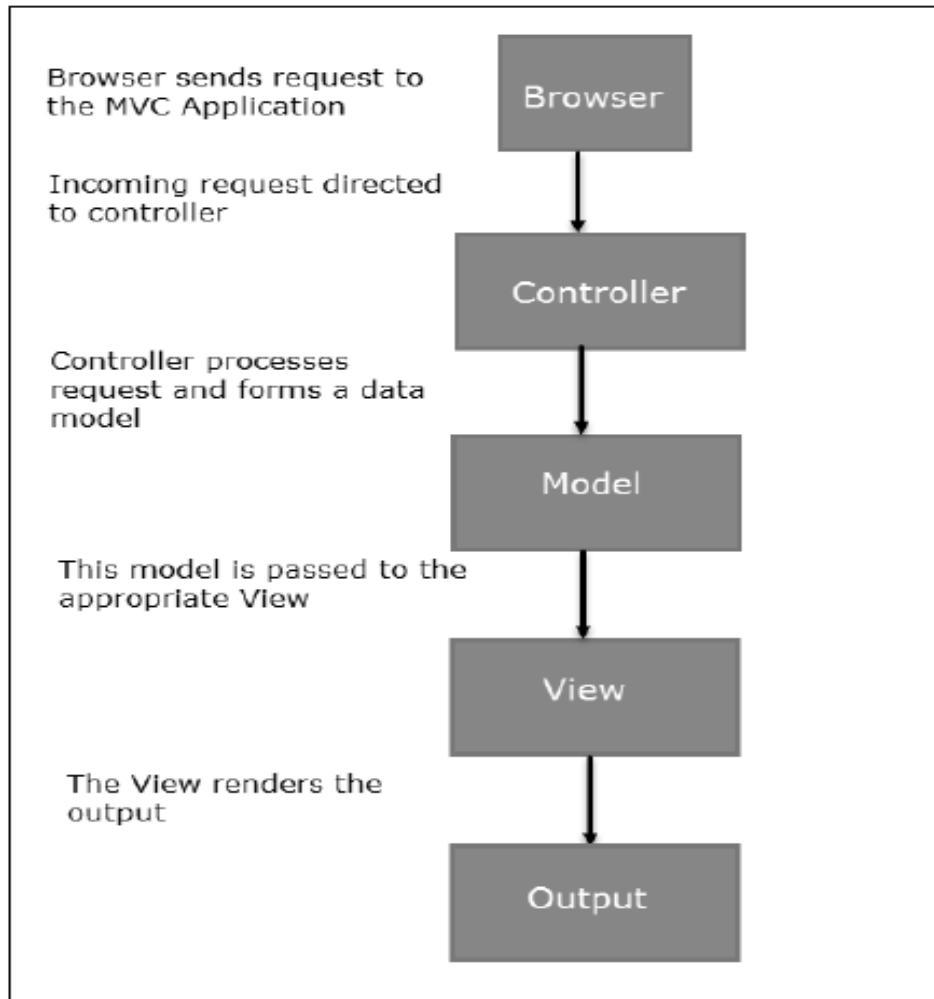 Browser sends request to
the MVC Application
Browser
Incoming request directed
to controller
Controller
Controller processes
request and forms a data
model
Model
This model is passed to the
appropriate View
View
The View renders the
output
Output